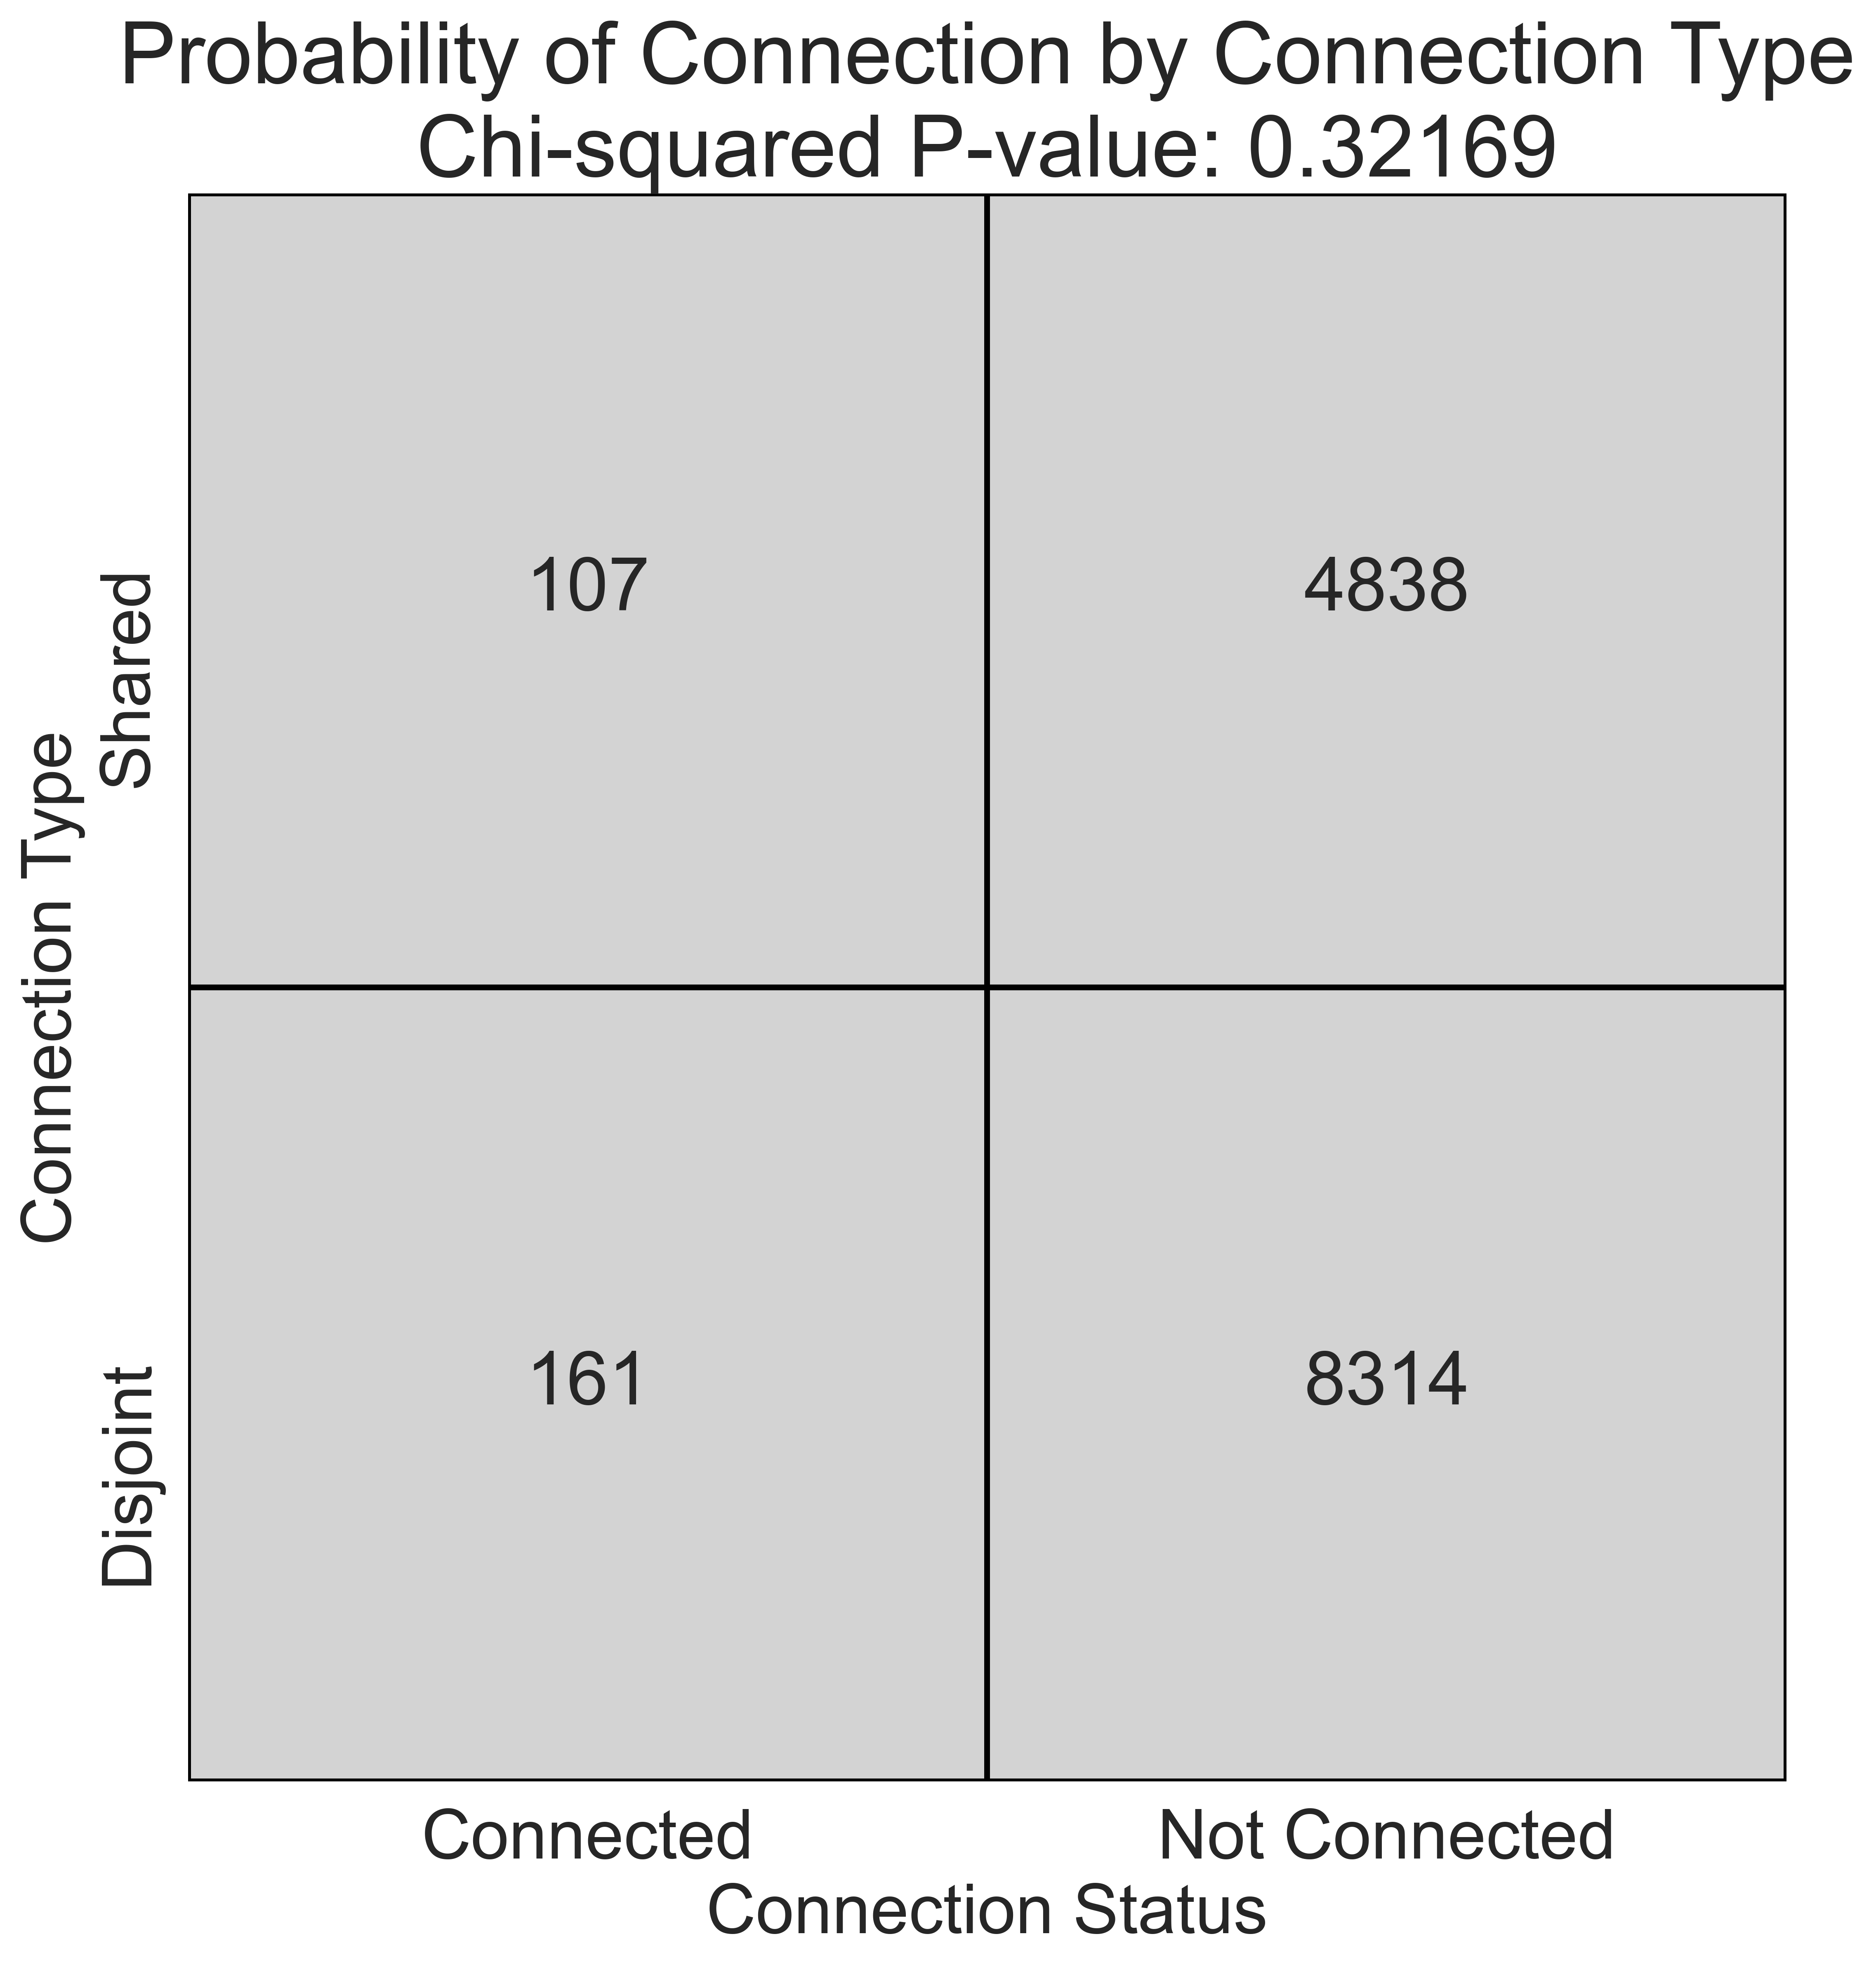 Probability of Connection by Connection Type
Chi-squared P-value: 0.32169
Connection Type
Shared
107
4838
Disjoint
161
8314
Connected
Not Connected
Connection Status